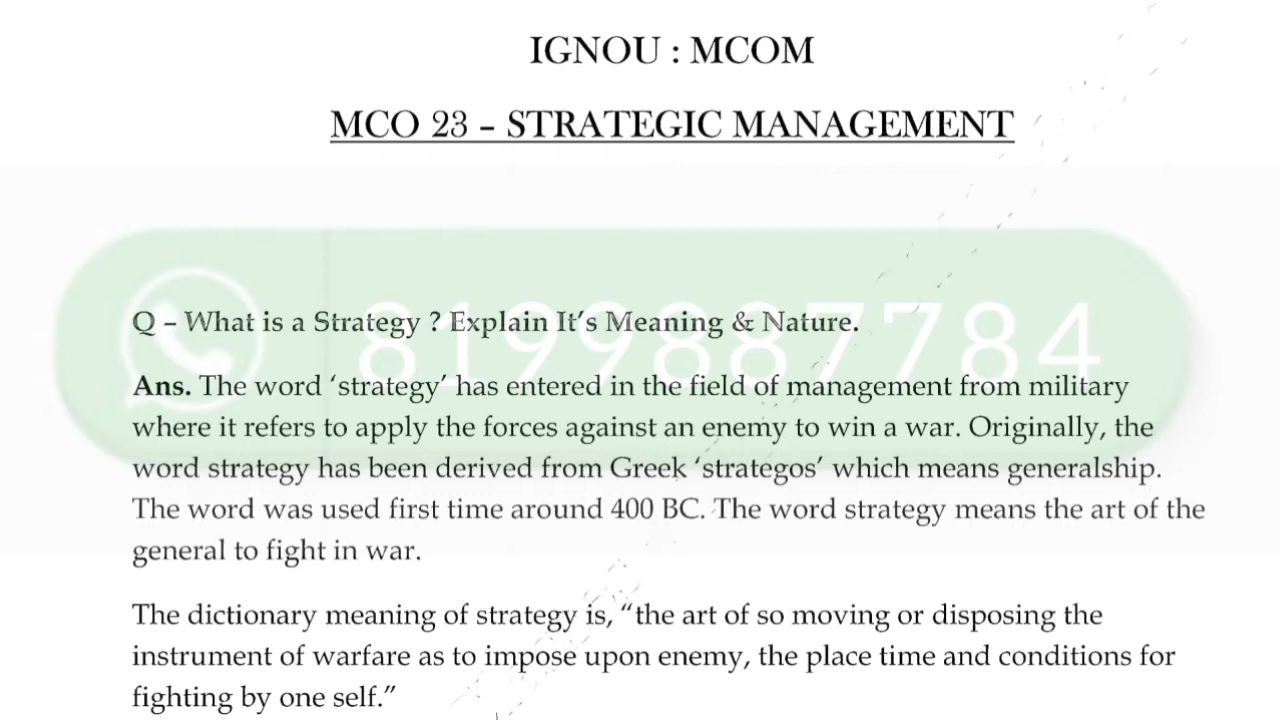 IGNOU : MCOM
MCO 23 – STRATEGIC MANAGEMENT
8199887784
Q – What is a Strategy ? Explain It’s Meaning & Nature.
Ans. The word ‘strategy’ has entered in the field of management from military
where it refers to apply the forces against an enemy to win a war. Originally, the
word strategy has been derived from Greek ‘strategos’ which means generalship.
The word was used first time around 400 BC. The word strategy means the art of the
general to fight in war.
The dictionary meaning of strategy is, “the art of so moving or disposing the
instrument of warfare as to impose upon enemy, the place time and conditions for
fighting by one self.”